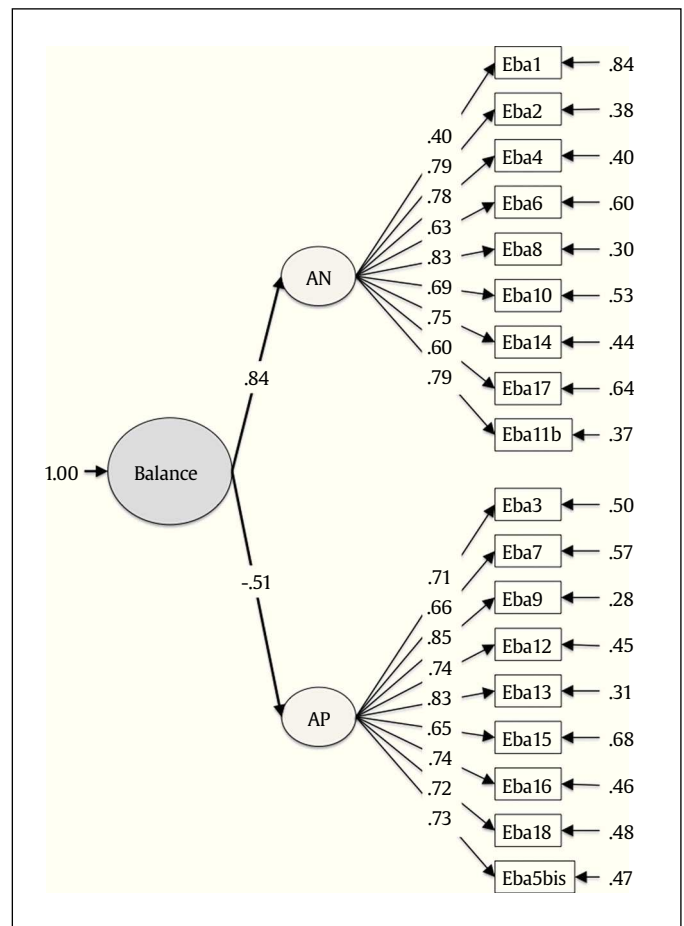 Eba1 .84
Eba2 .38
.40
Eba4 .40
.79
.78
Eba6 .60
.63
Eba8 .30
.83
AN
.69
Eba10 .53
.75
Eba14 .44
.60
.84
.79
Eba17 .64
Eba11b .37
1.00 Balance
Eba3 .50
Eba7 .57
-.51
.71
.66
Eba9 .28
.85
Eba12 .45
.74
Eba13 .31
.83
AP
.65
Eba15 .68
.74
Eba16 .46
.72
.73
Eba18 .48
Eba5bis .47